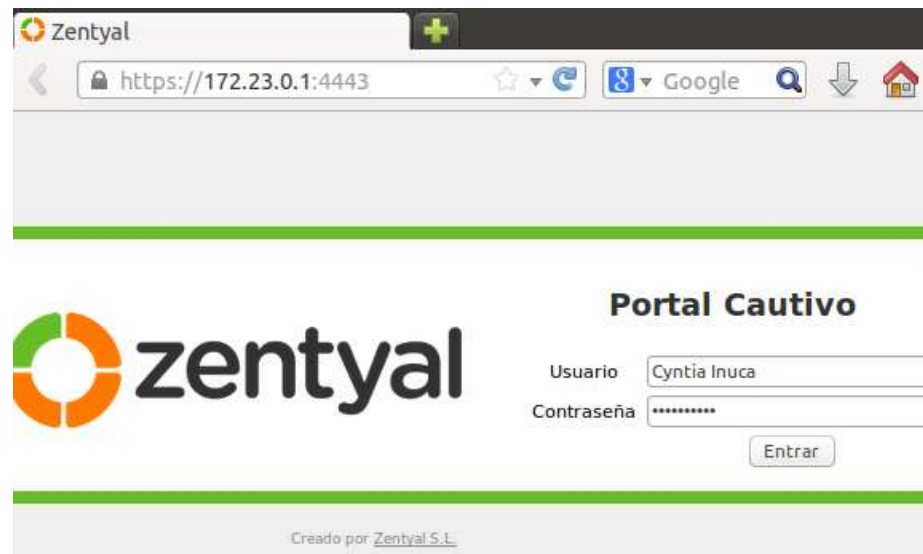 Zentyal
https://172.23.0.1:4443
Google
Portal Cautivo
zentyal
Usuario Cyntia Inuca
Contraseña ••••••••••
Entrar
Creado por Zentyal S.L.